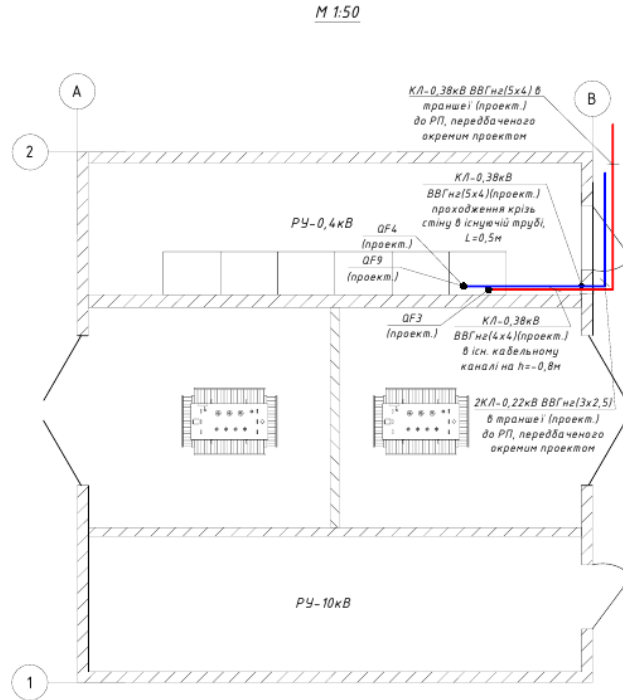 М 1:50
А
В
2
КЛ-0,38кВ ВВГнг(5х4) в
траншеї (проект.)
до РП, передбаченого
окремим проектом
КЛ-0,38кВ
ВВГнг(5х4)(проект.)
проходження крізь
стіну в існуючій трубі,
L=0,5м
РУ-0,4кВ
QF4
(проект.)
QF9
(проект.)
QF3
(проект.)
КЛ-0,38кВ
ВВГнг(4х4)(проект.)
в існ. кабельному
каналі на h=-0,8м
2КЛ-0,22кВ ВВГнг(3х2,5)
в траншеї (проект.)
до РП, передбаченого
окремим проектом
РУ-10кВ
1